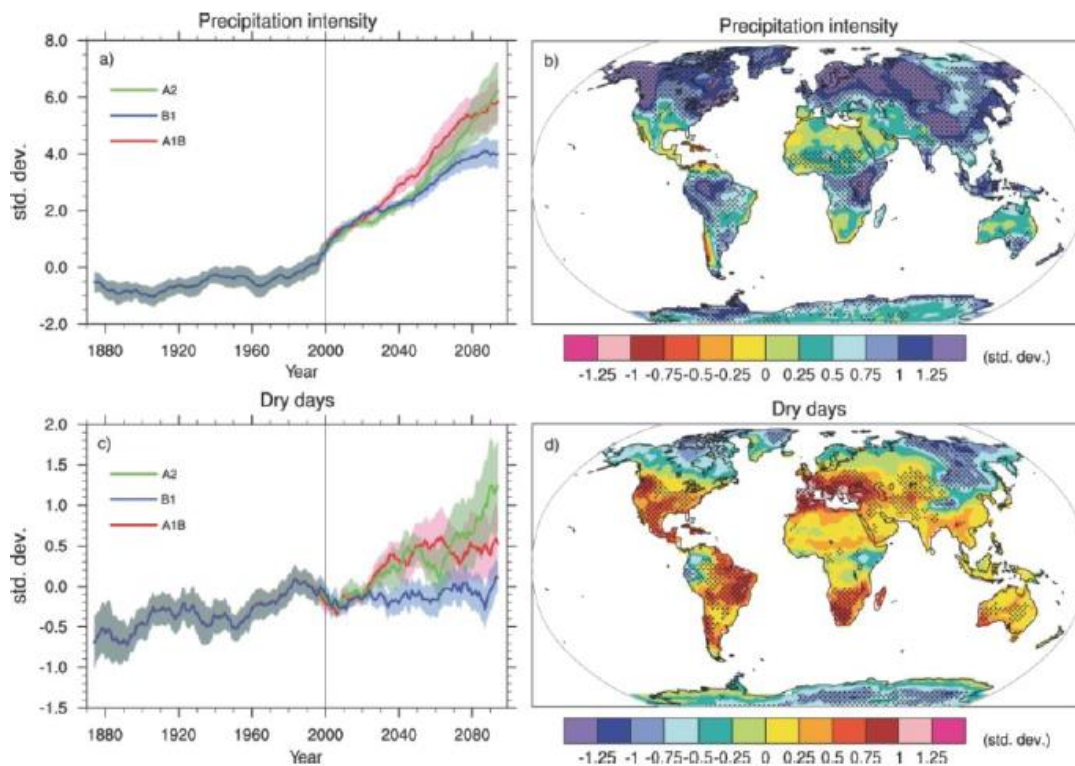 Precipitation intensity
8.0
a)
6.0
A2
B1
A1B
4.0
std. dev.
2.0
0.0
-2.0
1880 1920 1960 2000 2040 2080
Year
Precipitation intensity
b)
(std. dev.)
-1.25 -1 -0.75 -0.5 -0.25 0 0.25 0.5 0.75 1 1.25
Dry days
2.0
c)
1.5
A2
B1
A1B
1.0
std. dev.
0.5
0.0
-0.5
-1.0
-1.5
1880 1920 1960 2000 2040 2080
Year
Dry days
d)
(std. dev.)
-1.25 -1 -0.75 -0.5 -0.25 0 0.25 0.5 0.75 1 1.25